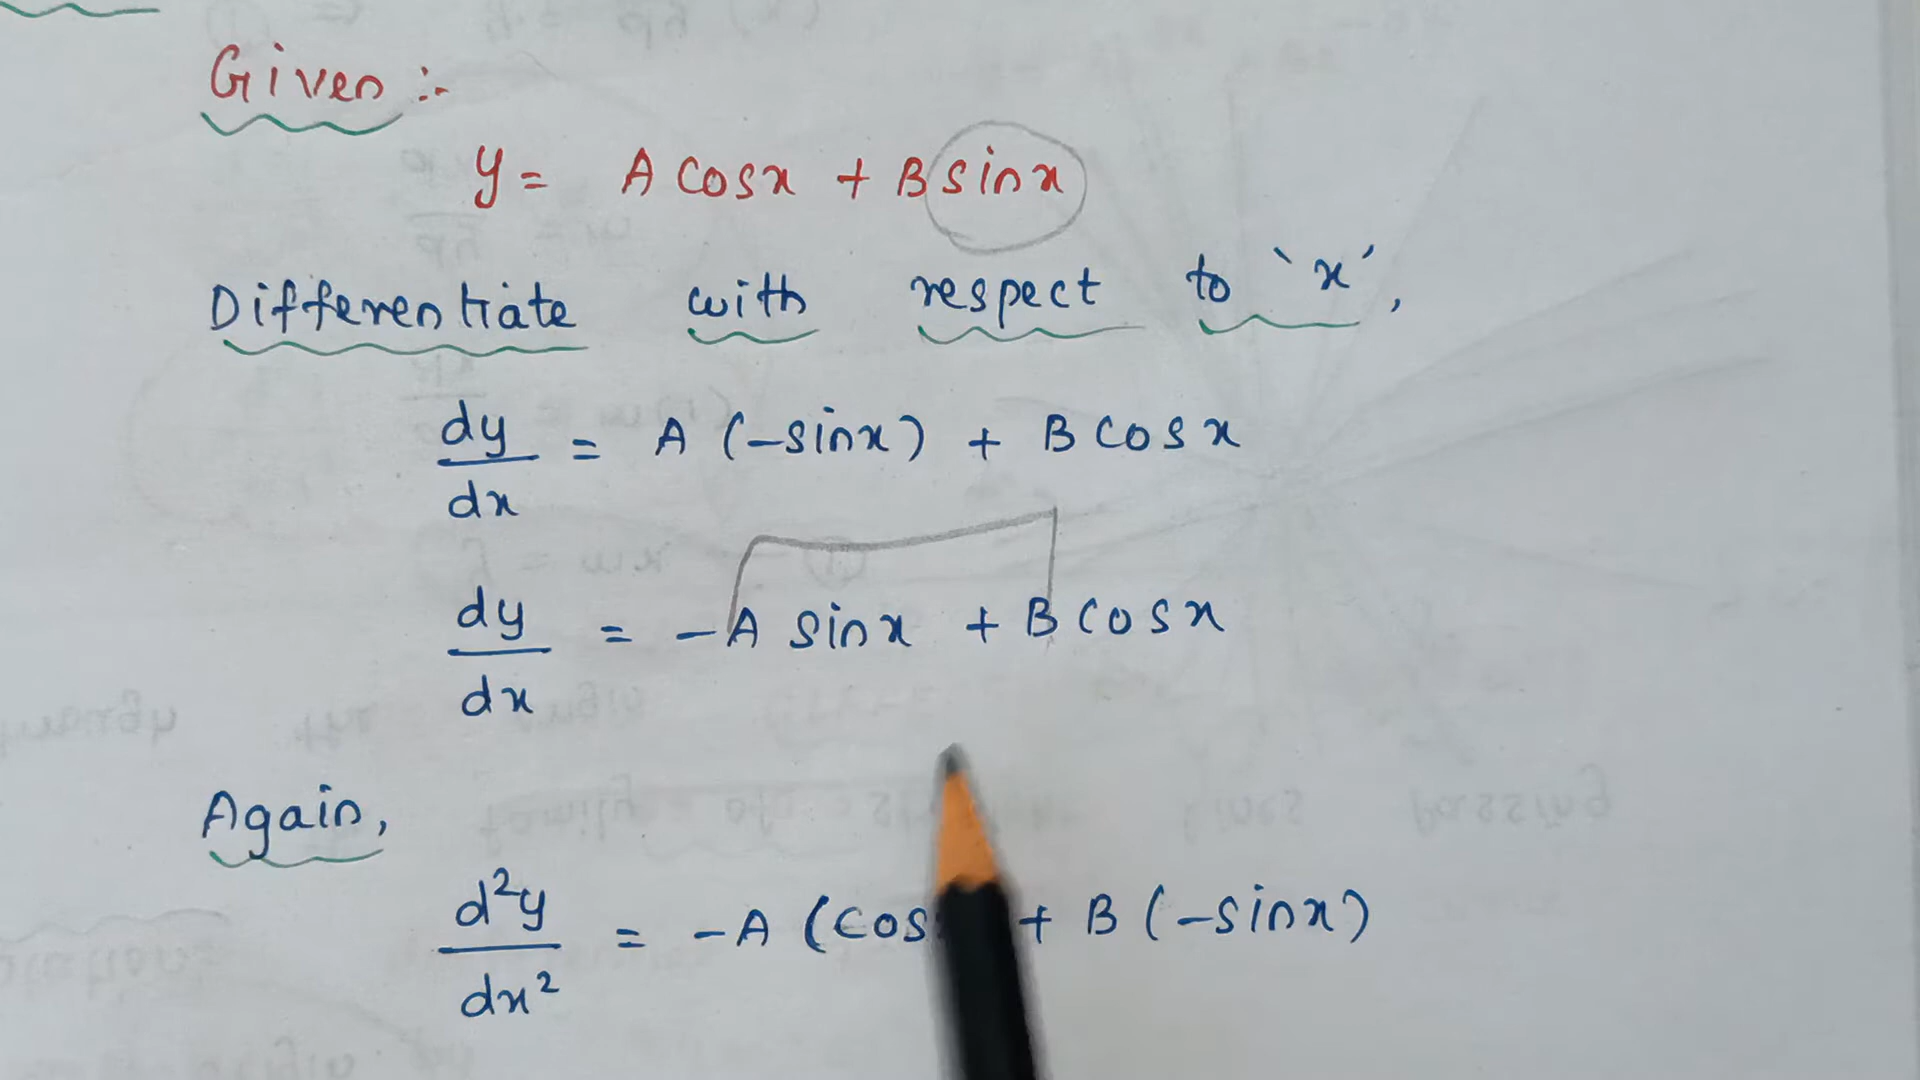 Given :-
y = A cosx + B sinx
Differentiate with respect to 'x',
dy/dx = A (-sinx) + B cosx
dy/dx = -A sinx + B cosx
Again,
d²y/dx² = -A (cos + B (-sinx)